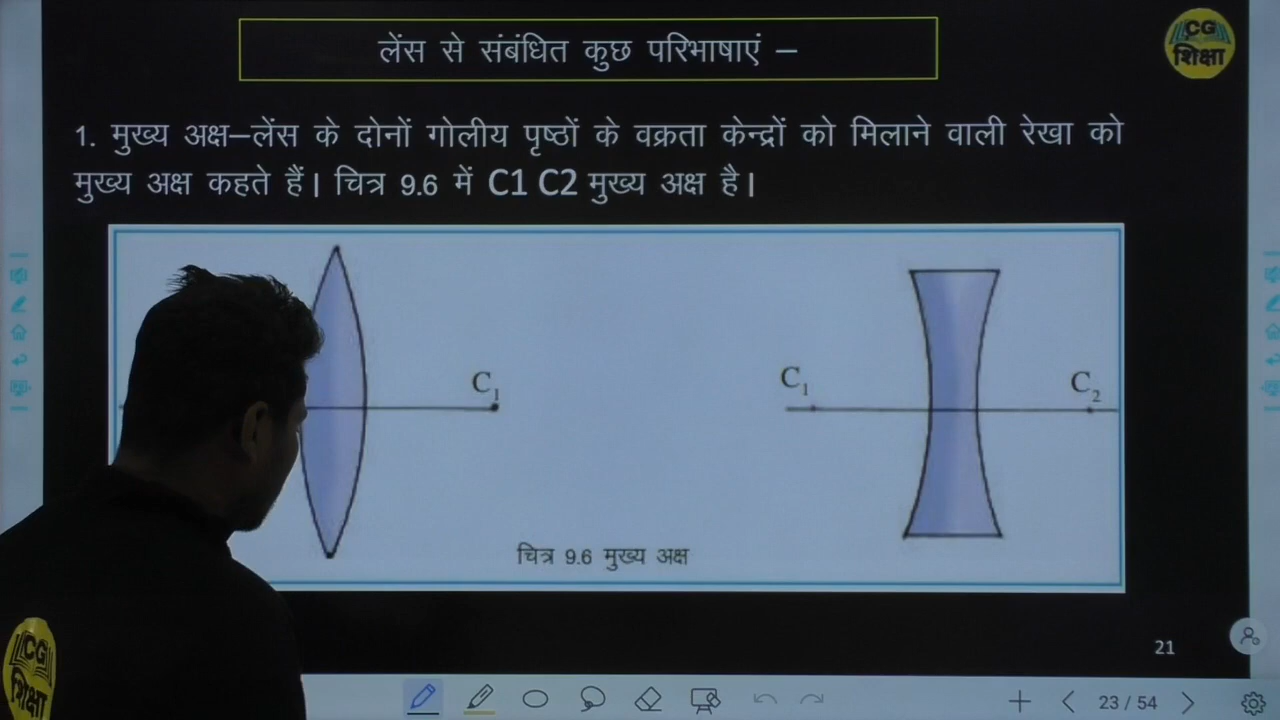 लेंस से संबंधित कुछ परिभाषाएं –
CG
शिक्षा
1. मुख्य अक्ष–लेंस के दोनों गोलीय पृष्ठों के वक्रता केन्द्रों को मिलाने वाली रेखा को
मुख्य अक्ष कहते हैं। चित्र 9.6 में C1 C2 मुख्य अक्ष है।
C1
C1
C2
चित्र 9.6 मुख्य अक्ष
21
CG
शिक्षा
23 / 54